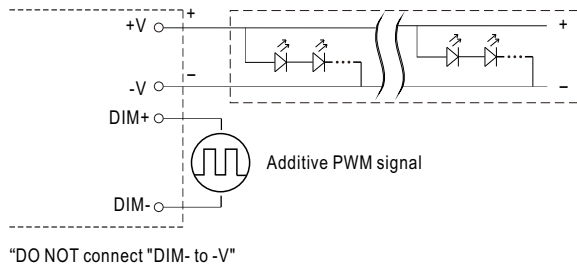 +V + +
-V − −
DIM+
Additive PWM signal
DIM-
“DO NOT connect "DIM- to -V"